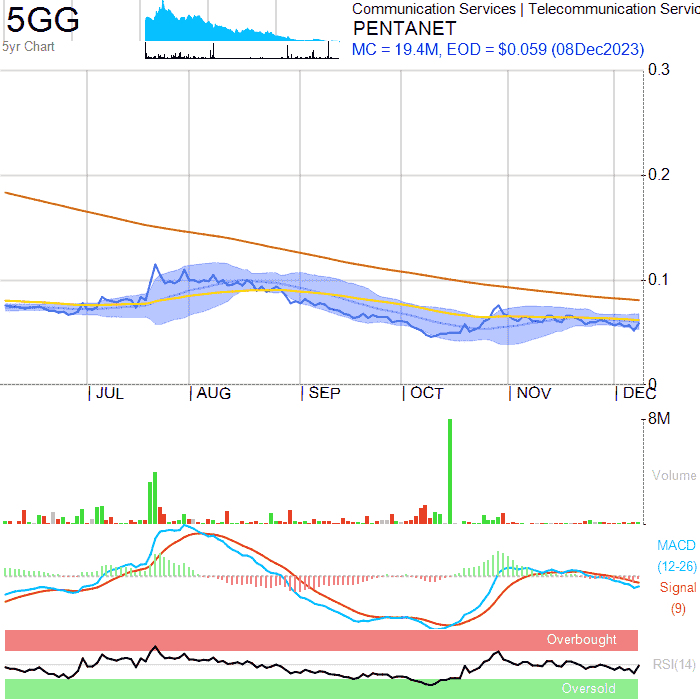 5GG
5yr Chart
Communication Services | Telecommunication Servic
PENTANET
MC = 19.4M, EOD = $0.059 (08Dec2023)
0.3
0.2
0.1
0
JUL AUG SEP OCT NOV DEC
8M
Volume
MACD
(12-26)
Signal
(9)
Overbought
RSI(14)
Oversold